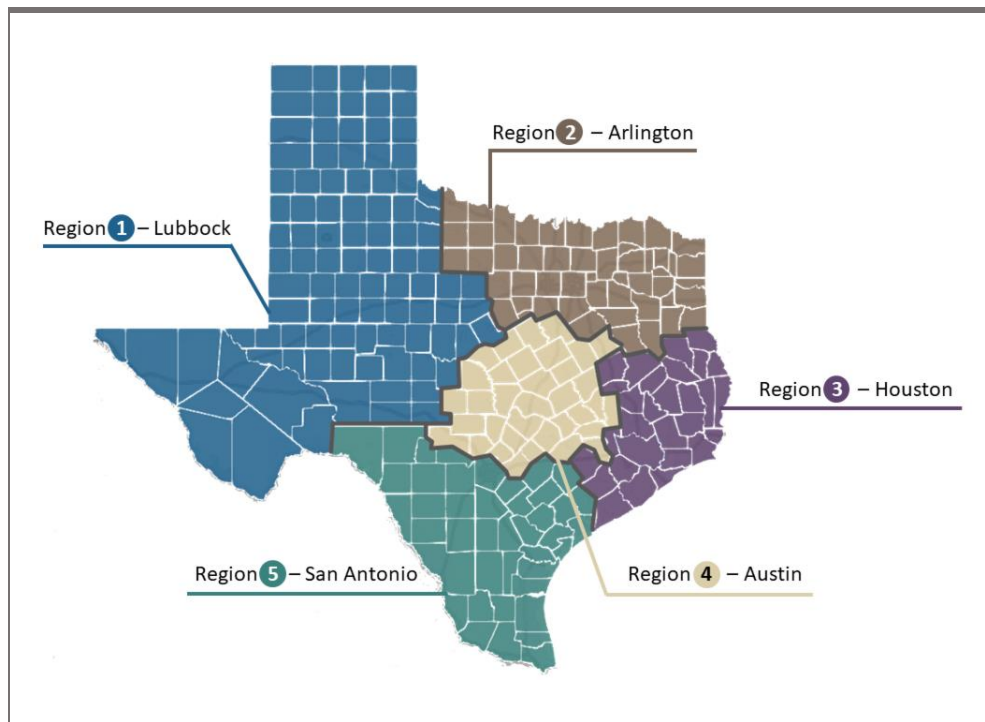 Region 2 – Arlington
Region 1 – Lubbock
Region 3 – Houston
Region 5 – San Antonio
Region 4 – Austin